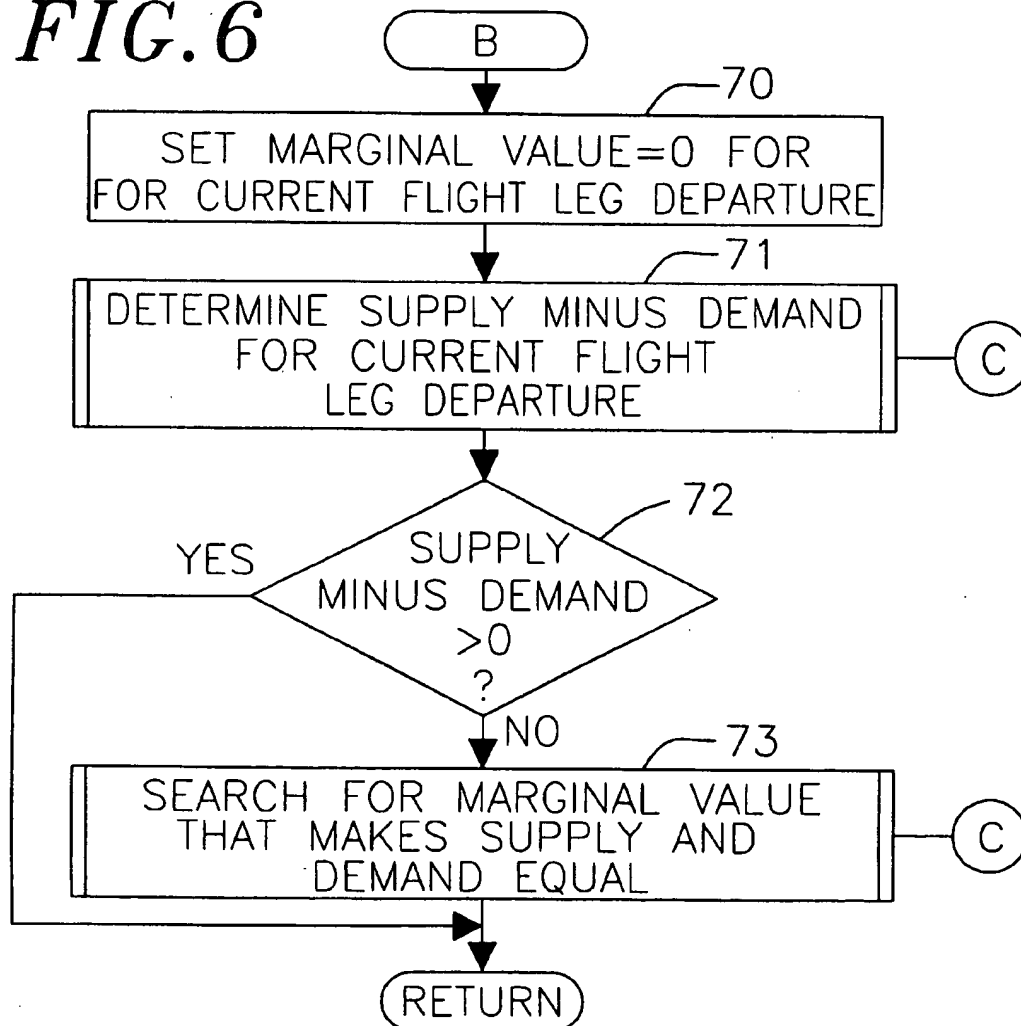 FIG. 6
B
70
SET MARGINAL VALUE=0 FOR
FOR CURRENT FLIGHT LEG DEPARTURE
71
DETERMINE SUPPLY MINUS DEMAND
FOR CURRENT FLIGHT
LEG DEPARTURE
C
72
YES
SUPPLY
MINUS DEMAND
>0
?
NO
73
SEARCH FOR MARGINAL VALUE
THAT MAKES SUPPLY AND
DEMAND EQUAL
C
RETURN